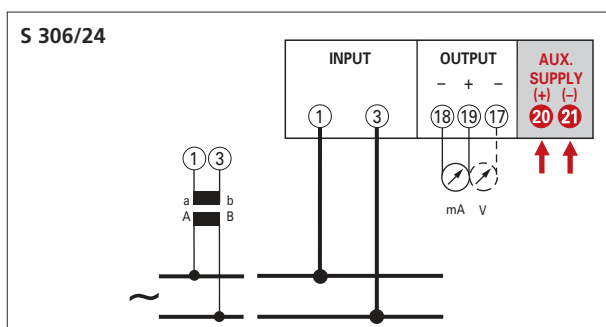 S 306/24
INPUT
OUTPUT
AUX.
SUPPLY
– + –
(+) (–)
1 3
18 19 17
20 21
1 3
a b
A B
mA V
~